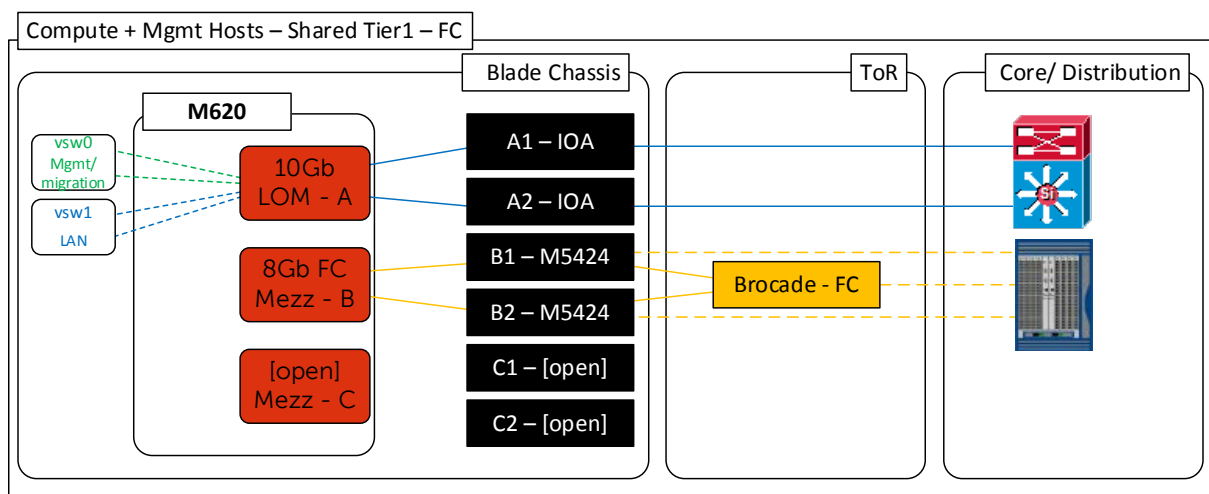 Compute + Mgmt Hosts – Shared Tier1 – FC
Blade Chassis
ToR
Core/ Distribution
M620
vsw0
Mgmt/
migration
vsw1
LAN
10Gb
LOM - A
8Gb FC
Mezz - B
[open]
Mezz - C
A1 – IOA
A2 – IOA
B1 – M5424
B2 – M5424
C1 – [open]
C2 – [open]
Brocade - FC
Si